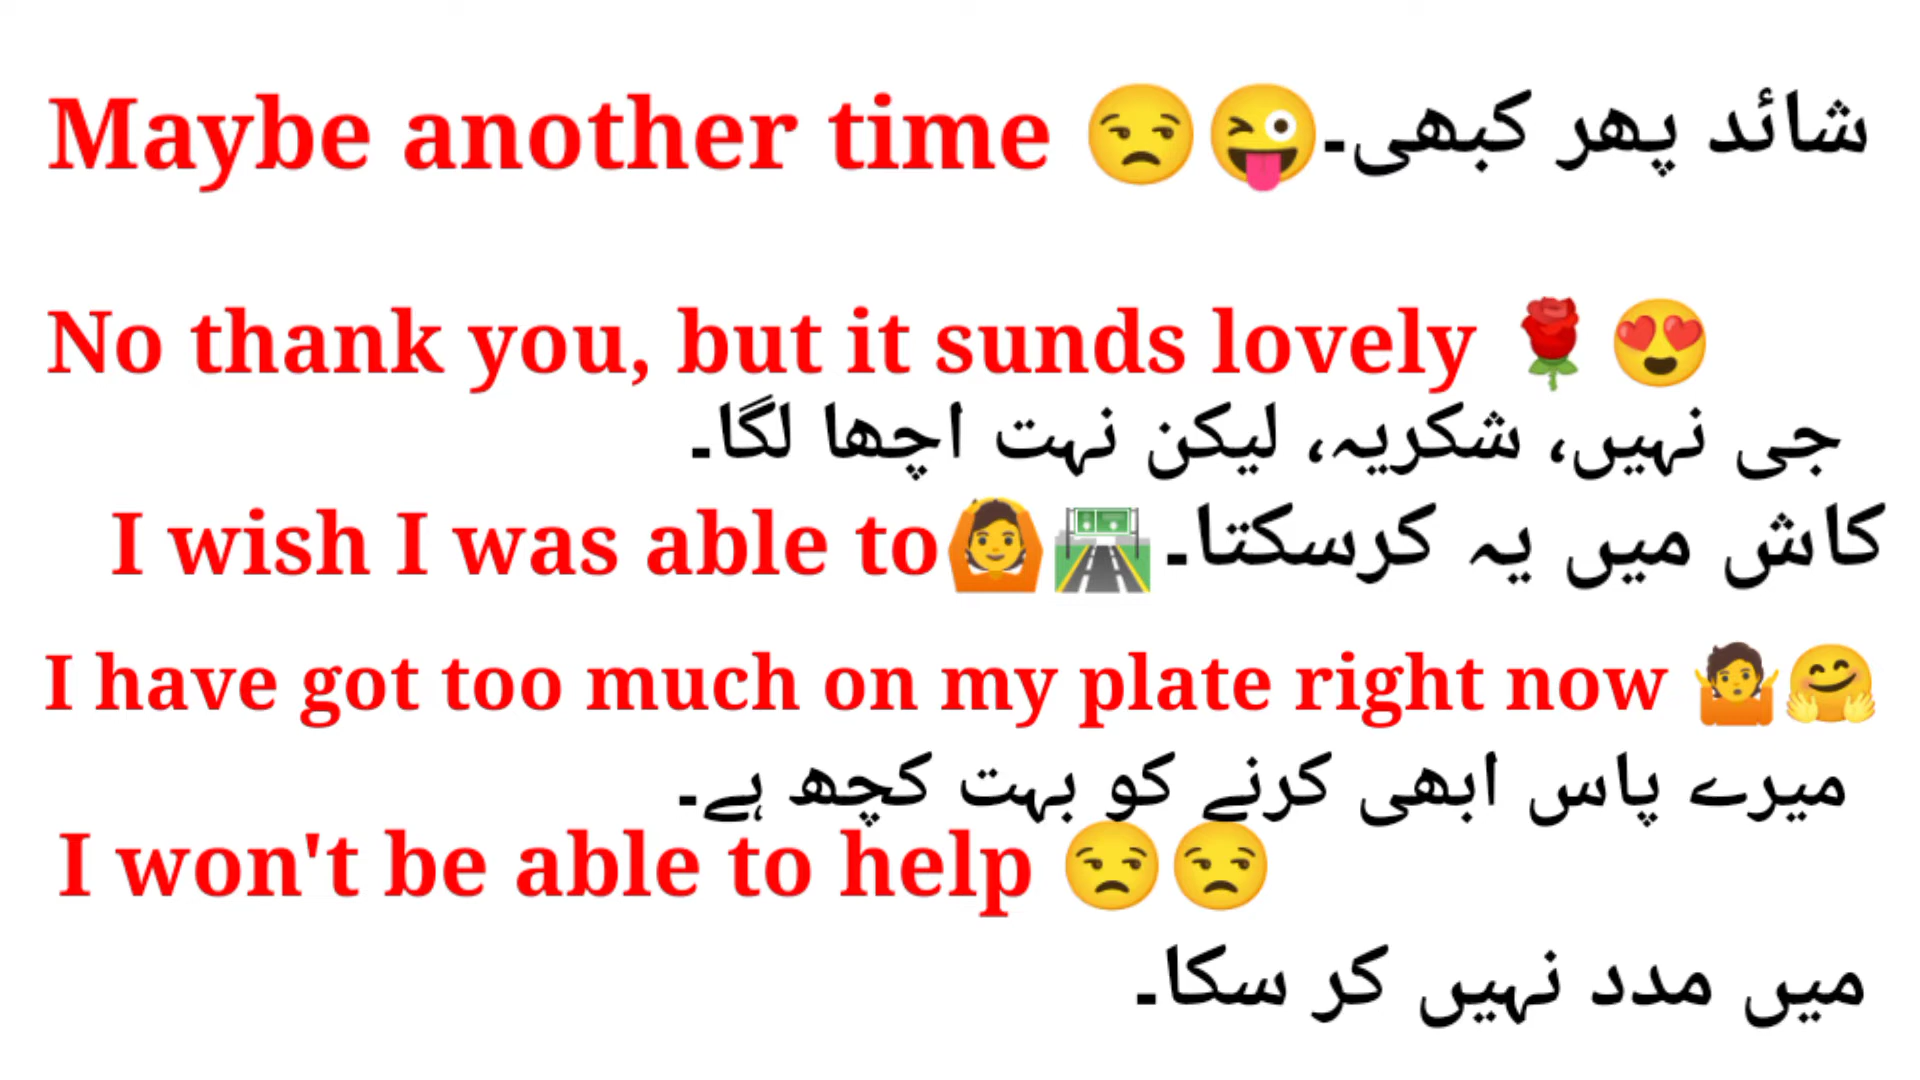 Maybe another time 😒😜شائد پھر کبھی۔
No thank you, but it sunds lovely 🌹😍
جی نہیں، شکریہ، لیکن نہت اچھا لگا۔
I wish I was able to🙆🛣️کاش میں یہ کرسکتا۔
I have got too much on my plate right now 🤷🤗
میرے پاس ابھی کرنے کو بہت کچھ ہے۔
I won't be able to help 😒😒
میں مدد نہیں کر سکا۔